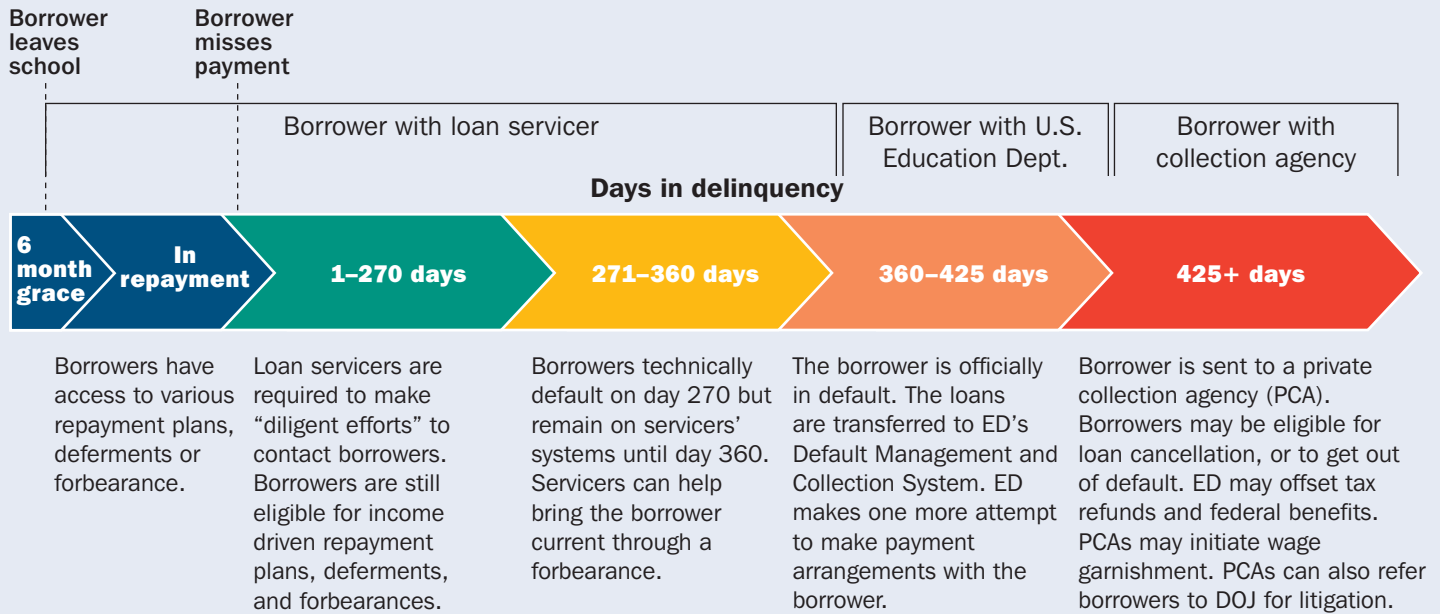 Borrower
leaves
school
Borrower
misses
payment
Borrower with loan servicer
Borrower with U.S.
Education Dept.
Borrower with
collection agency
Days in delinquency
6
month
grace
In
repayment
1–270 days
271–360 days
360–425 days
425+ days
Borrowers have
access to various
repayment plans,
deferments or
forbearance.
Loan servicers are
required to make
“diligent efforts” to
contact borrowers.
Borrowers are still
eligible for income
driven repayment
plans, deferments,
and forbearances.
Borrowers technically
default on day 270 but
remain on servicers’
systems until day 360.
Servicers can help
bring the borrower
current through a
forbearance.
The borrower is officially
in default. The loans
are transferred to ED’s
Default Management and
Collection System. ED
makes one more attempt
to make payment
arrangements with the
borrower.
Borrower is sent to a private
collection agency (PCA).
Borrowers may be eligible for
loan cancellation, or to get out
of default. ED may offset tax
refunds and federal benefits.
PCAs may initiate wage
garnishment. PCAs can also refer
borrowers to DOJ for litigation.